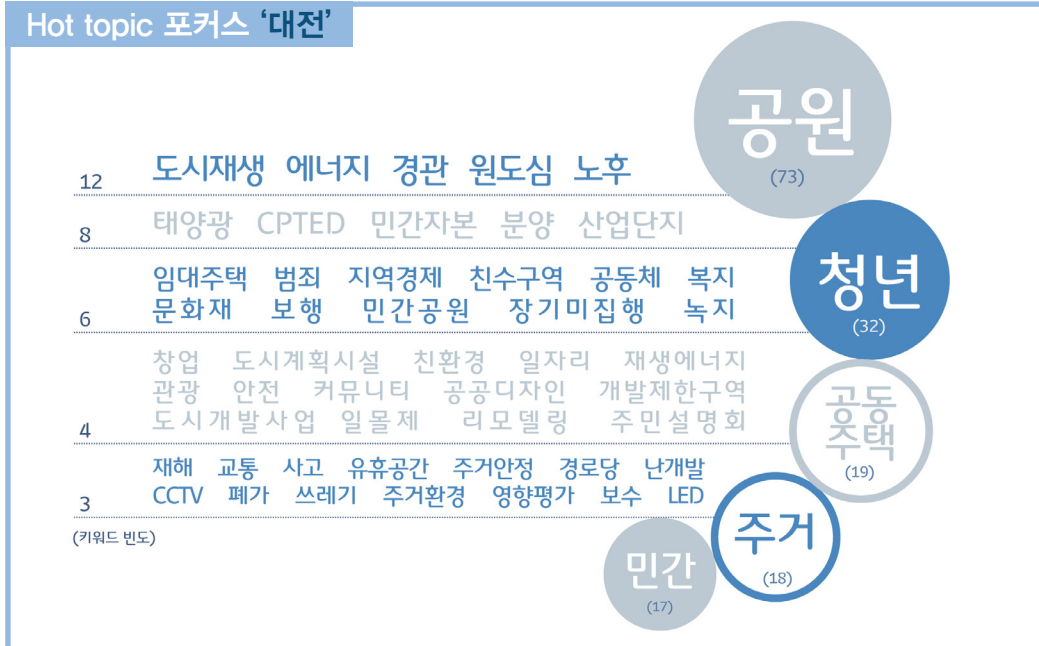 Hot topic 포커스 ‘대전’
공원
(73)
12 도시재생 에너지 경관 원도심 노후
8 태양광 CPTED 민간자본 분양 산업단지
청년
(32)
임대주택 범죄 지역경제 친수구역 공동체 복지
6 문화재 보행 민간공원 장기미집행 녹지
창업 도시계획시설 친환경 일자리 재생에너지
관광 안전 커뮤니티 공공디자인 개발제한구역
4 도시개발사업 일몰제 리모델링 주민설명회
공동
주택
(19)
재해 교통 사고 유휴공간 주거안정 경로당 난개발
3 CCTV 폐가 쓰레기 주거환경 영향평가 보수 LED
(키워드 빈도)
주거
(18)
민간
(17)